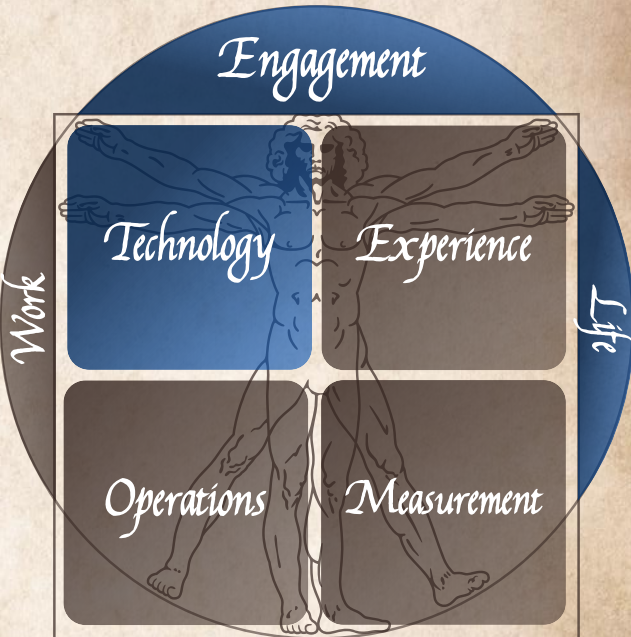 Engagement
Technology
Experience
Work
Life
Operations
Measurement